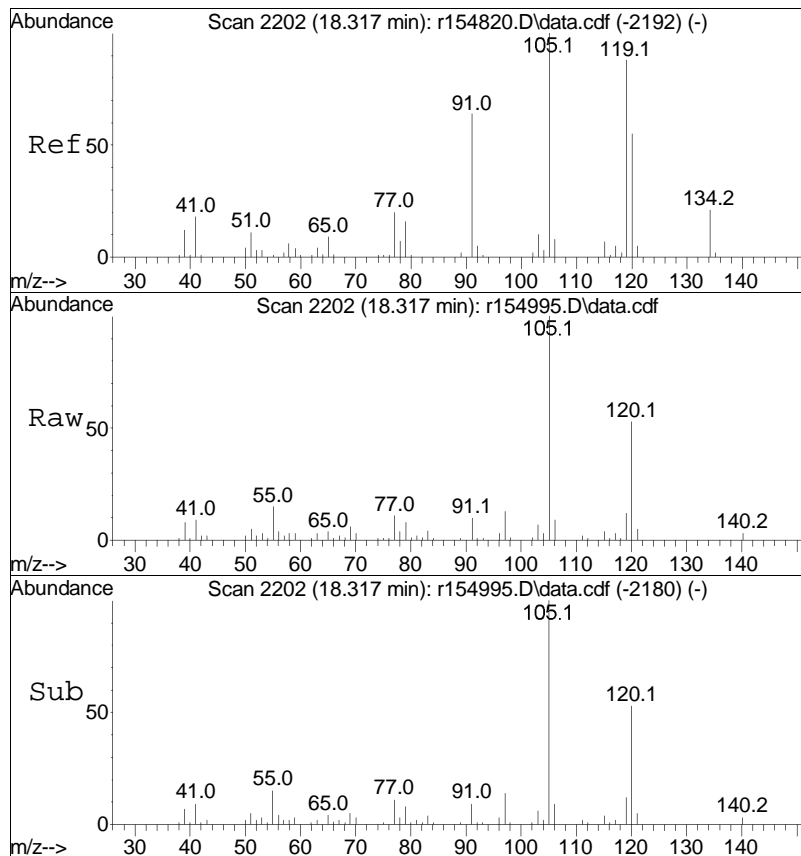 Abundance Scan 2202 (18.317 min): r154820.D\data.cdf (-2192) (-)
105.1 119.1
91.0
Ref 50
134.2
41.0 51.0 65.0 77.0
0
m/z--> 30 40 50 60 70 80 90 100 110 120 130 140
Abundance Scan 2202 (18.317 min): r154995.D\data.cdf
105.1
120.1
Raw 50
55.0
41.0 65.0 77.0 91.1 140.2
0
m/z--> 30 40 50 60 70 80 90 100 110 120 130 140
Abundance Scan 2202 (18.317 min): r154995.D\data.cdf (-2180) (-)
105.1
120.1
Sub 50
55.0
41.0 65.0 77.0 91.0 140.2
0
m/z--> 30 40 50 60 70 80 90 100 110 120 130 140